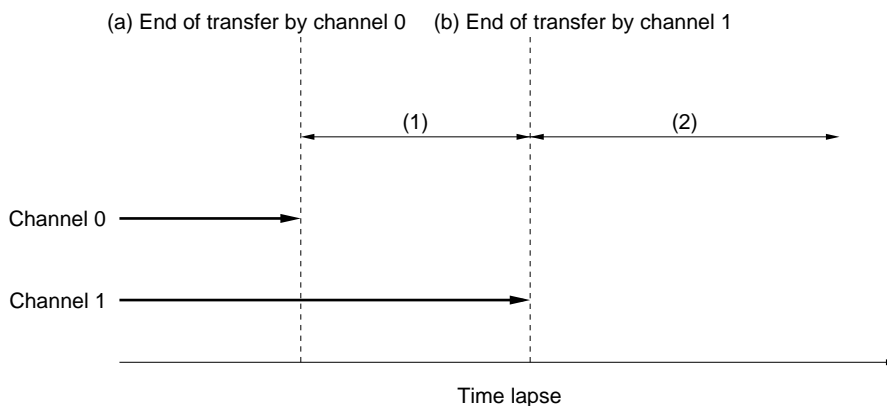 (a) End of transfer by channel 0 (b) End of transfer by channel 1
(1) (2)
Channel 0
Channel 1
Time lapse